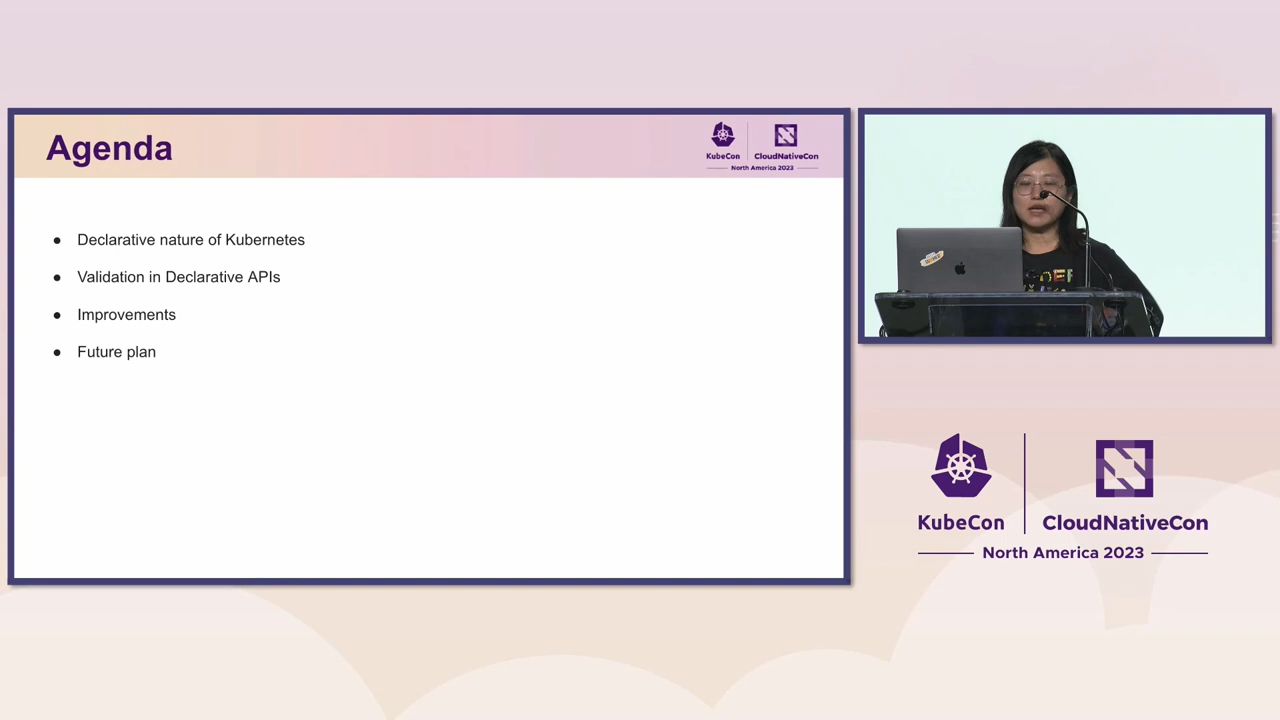 Agenda
KubeCon
CloudNativeCon
North America 2023
● Declarative nature of Kubernetes
● Validation in Declarative APIs
● Improvements
● Future plan
KubeCon
CloudNativeCon
North America 2023